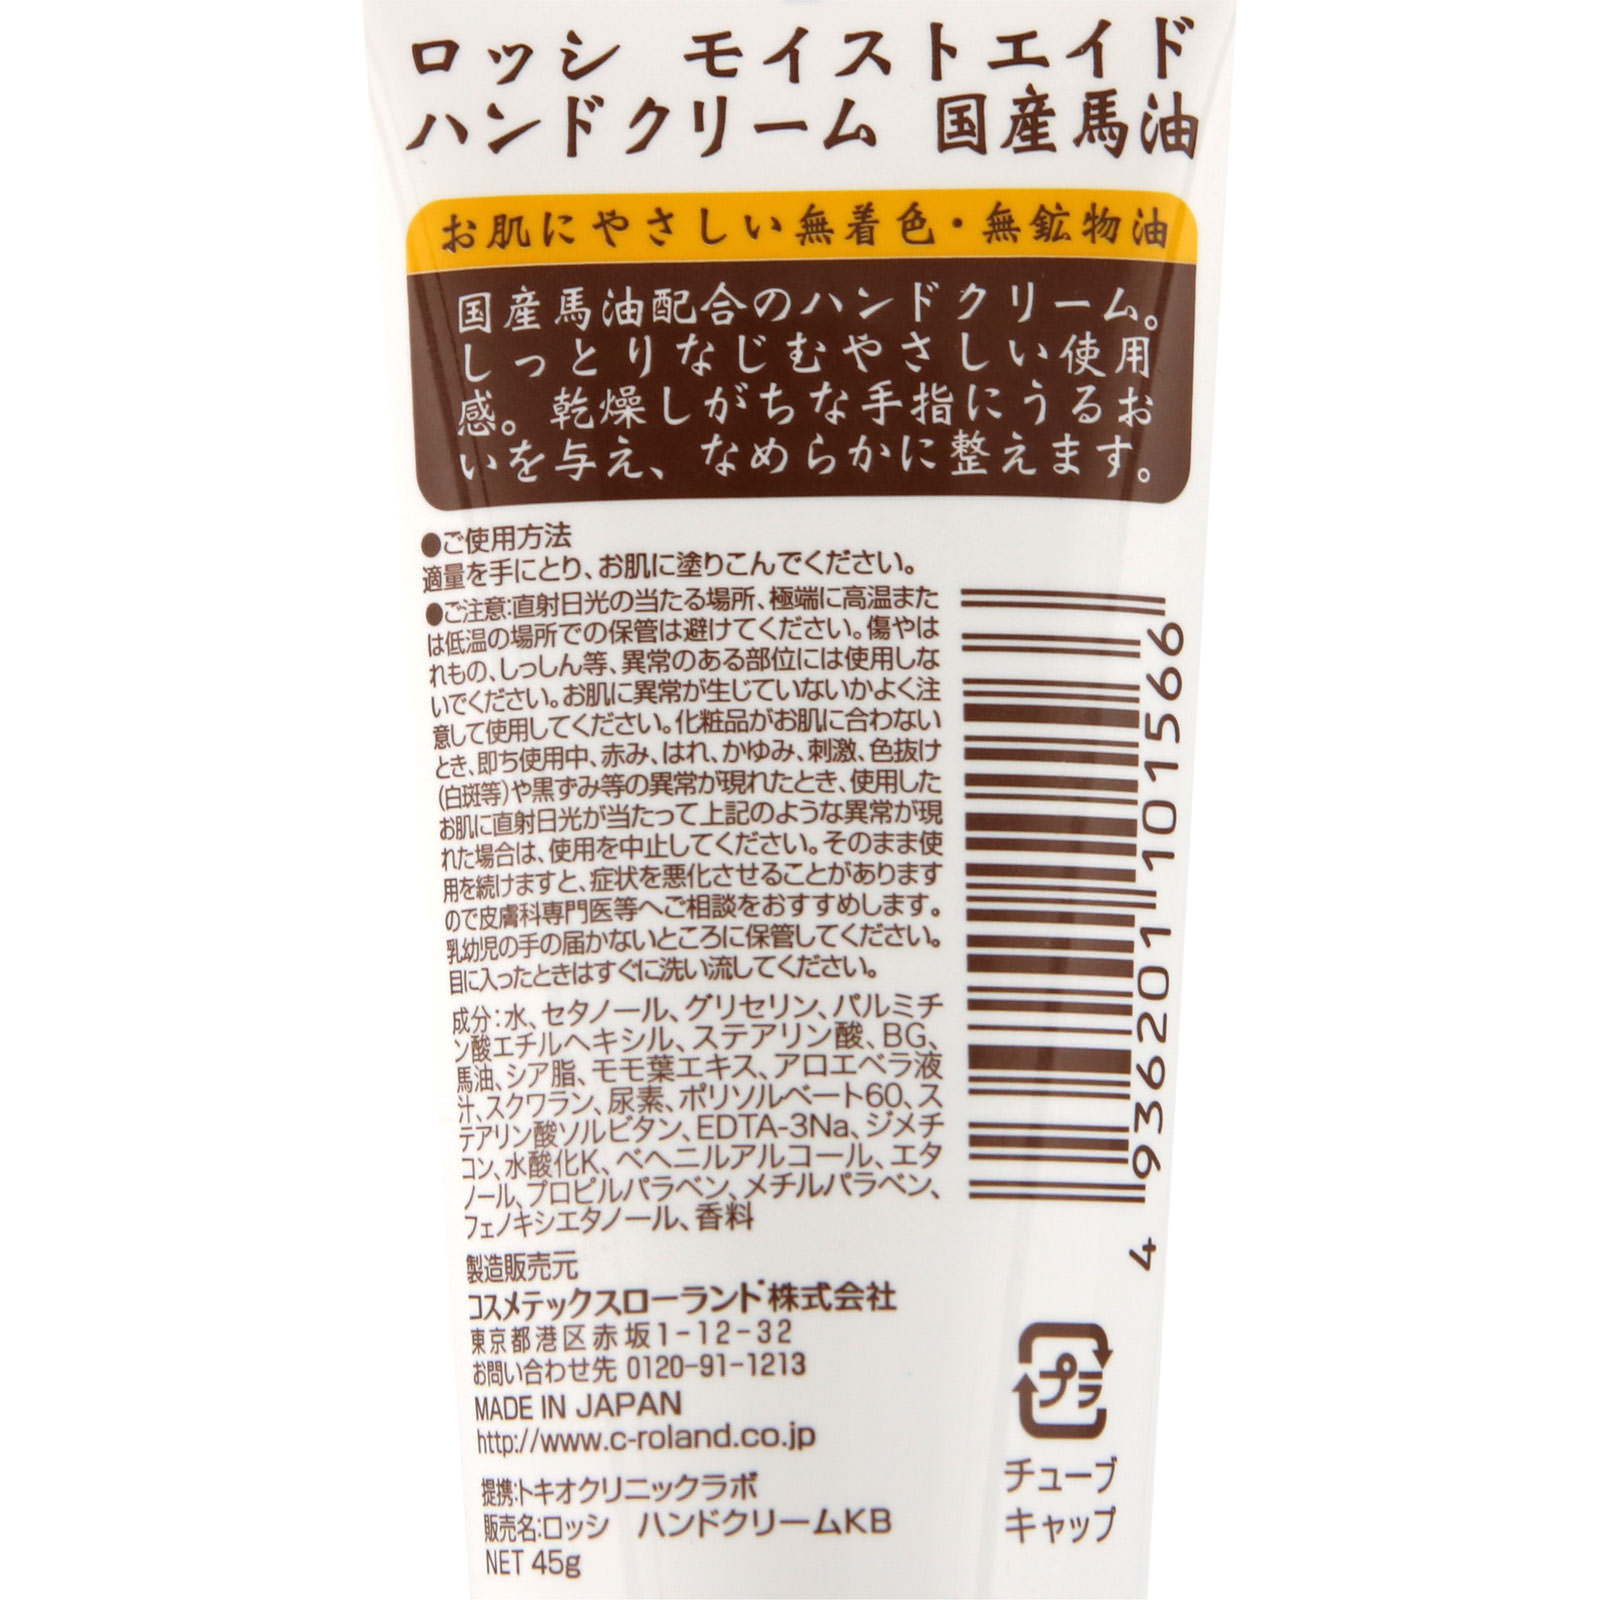 ロッシ モイストエイド
ハンドクリーム 国産馬油
お肌にやさしい無着色・無鉱物油
国産馬油配合のハンドクリーム。
しっとりなじむやさしい使用
感。乾燥しがちな手指にうるお
いを与え、なめらかに整えます。
●ご使用方法
適量を手にとり、お肌に塗りこんでください。
●ご注意:直射日光の当たる場所、極端に高温また
は低温の場所での保管は避けてください。傷やは
れもの、しっしん等、異常のある部位には使用しな
いでください。お肌に異常が生じていないかよく注
意して使用してください。化粧品がお肌に合わない
とき、即ち使用中、赤み、はれ、かゆみ、刺激、色抜け
(白斑等)や黒ずみ等の異常が現れたとき、使用した
お肌に直射日光が当たって上記のような異常が現
れた場合は、使用を中止してください。そのまま使
用を続けますと、症状を悪化させることがあります
ので皮膚科専門医等へご相談をおすすめします。
乳幼児の手の届かないところに保管してください。
目に入ったときはすぐに洗い流してください。
成分:水、セタノール、グリセリン、パルミチ
ン酸エチルヘキシル、ステアリン酸、BG、
馬油、シア脂、モモ葉エキス、アロエベラ液
汁、スクワラン、尿素、ポリソルベート60、ス
テアリン酸ソルビタン、EDTA-3Na、ジメチ
コン、水酸化K、ベヘニルアルコール、エタ
ノール、プロピルパラベン、メチルパラベン、
フェノキシエタノール、香料
製造販売元
コスメテックスローランド株式会社
東京都港区赤坂1-12-32
お問い合わせ先 0120-91-1213
MADE IN JAPAN
http://www.c-roland.co.jp
提携:トキオクリニックラボ
販売名:ロッシ ハンドクリームKB
NET 45g
4 936201 101566
プラ
チューブ
キャップ